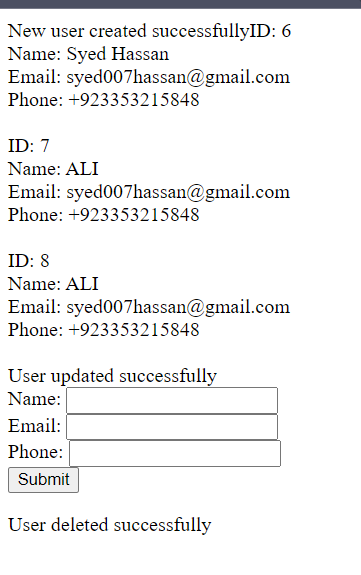 New user created successfullyID: 6
Name: Syed Hassan
Email: syed007hassan@gmail.com
Phone: +923353215848
ID: 7
Name: ALI
Email: syed007hassan@gmail.com
Phone: +923353215848
ID: 8
Name: ALI
Email: syed007hassan@gmail.com
Phone: +923353215848
User updated successfully
Name:
Email:
Phone:
Submit
User deleted successfully